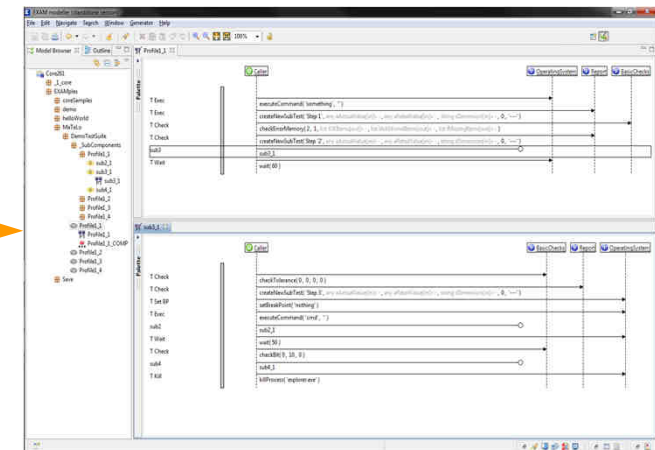 EXAM modeller (standalone version)
File Edit Navigate Search Window Generator Help
100%
Model Browser Outline
Core261
_1_core
EXAMples
coreSamples
demo
helloWorld
MaTeLo
DemoTestSuite
_SubComponents
Profile1_1
sub2_1
sub3_1
sub3_1
sub4_1
Profile1_2
Profile1_3
Profile1_4
Profile1_1
Profile1_1
Profile1_1_COMP
Profile1_2
Profile1_3
Profile1_4
Save
Profile1_1
Palette
Caller OperatingSystem Report BasicChecks
T Exec executeCommand( 'something', '' )
T Exec createNewSubTest( 'Step 1',
T Check checkErrorMemory( 2, 1,
T Check createNewSubTest( 'Step 2',
sub3 sub3_1
T Wait wait( 60 )
sub3_1
Palette
Caller BasicChecks Report OperatingSystem
T Check checkTolerance( 0, 0, 0, 0 )
T Check createNewSubTest( 'Step 3',
T Set BP setBreakPoint( 'nothing' )
T Exec executeCommand( 'cmd', '' )
sub2 sub2_1
T Wait wait( 50 )
T Check checkBit( 5, 10, 0 )
sub4 sub4_1
T Kill killProcess( 'explorer.exe' )